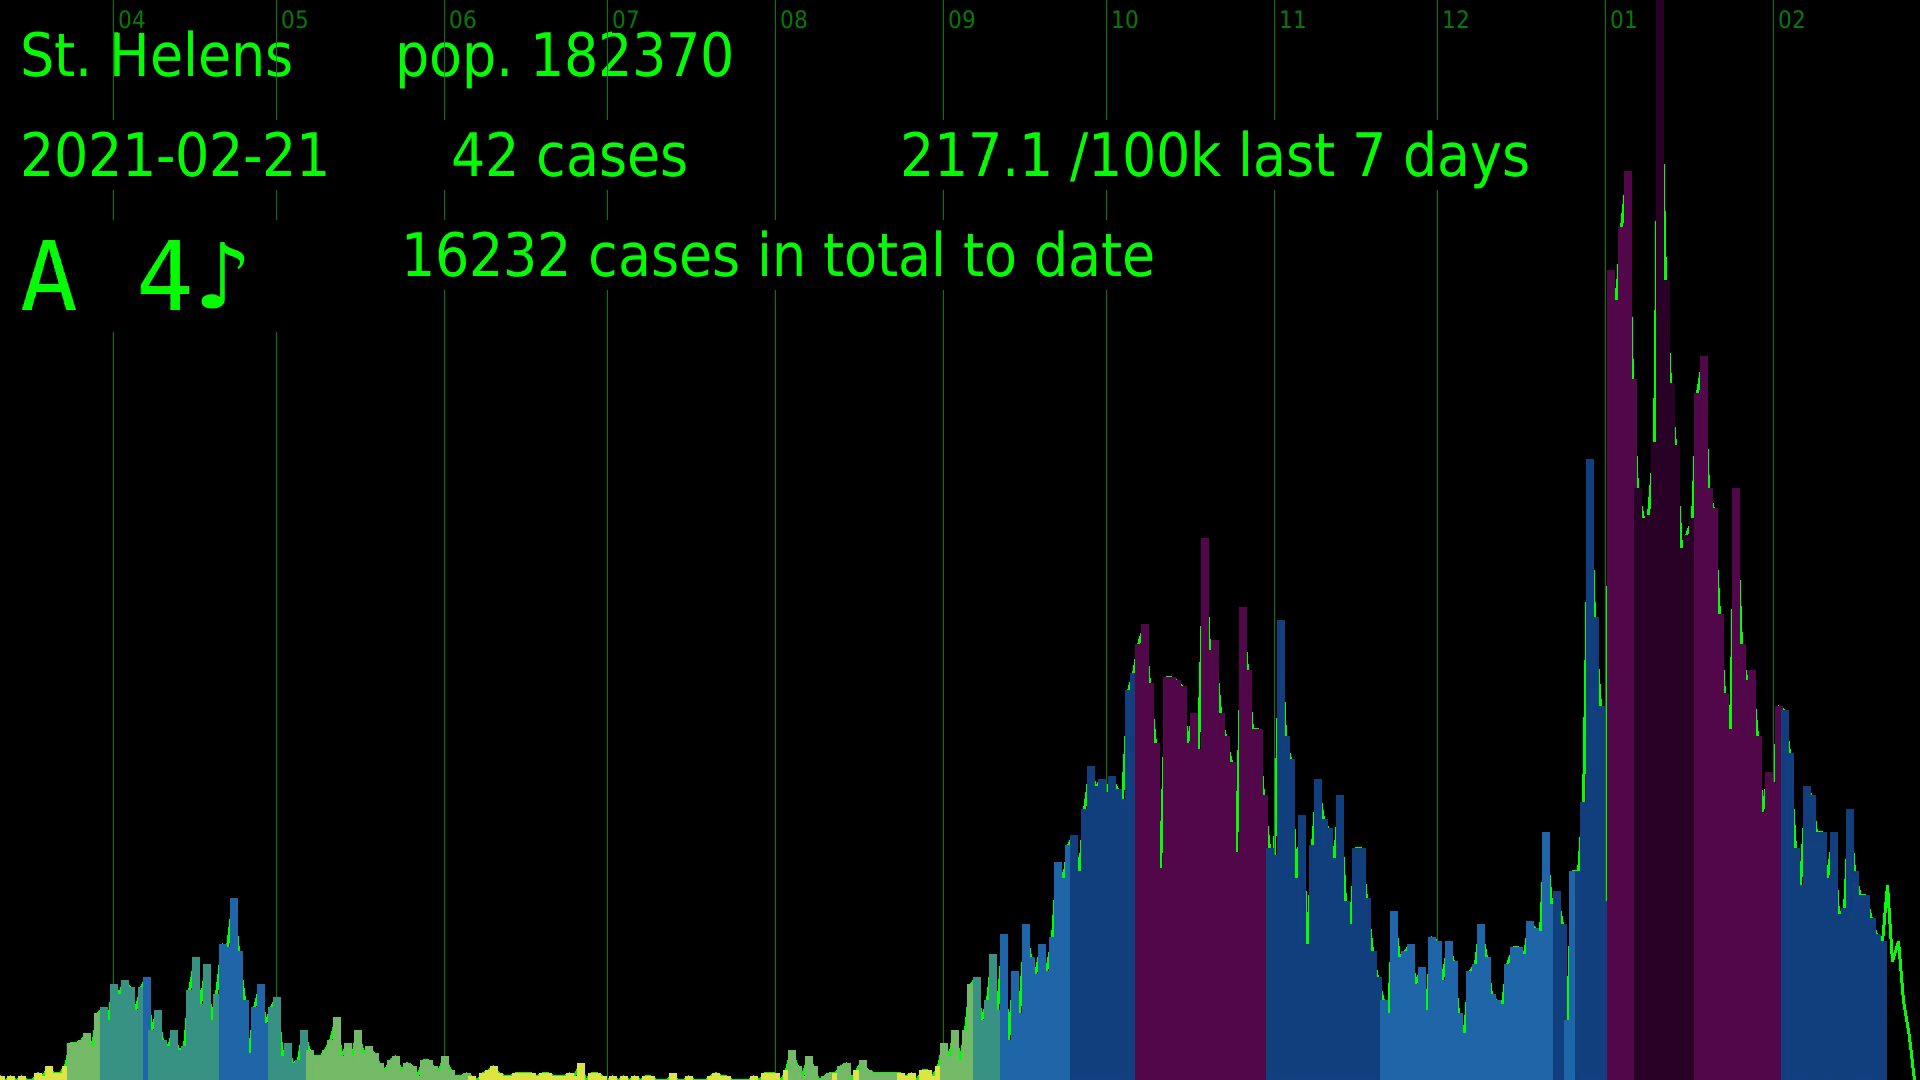 04 05 06 07 08 09 10 11 12 01 02
St. Helens pop. 182370
2021-02-21 42 cases 217.1 /100k last 7 days
A 4♪ 16232 cases in total to date